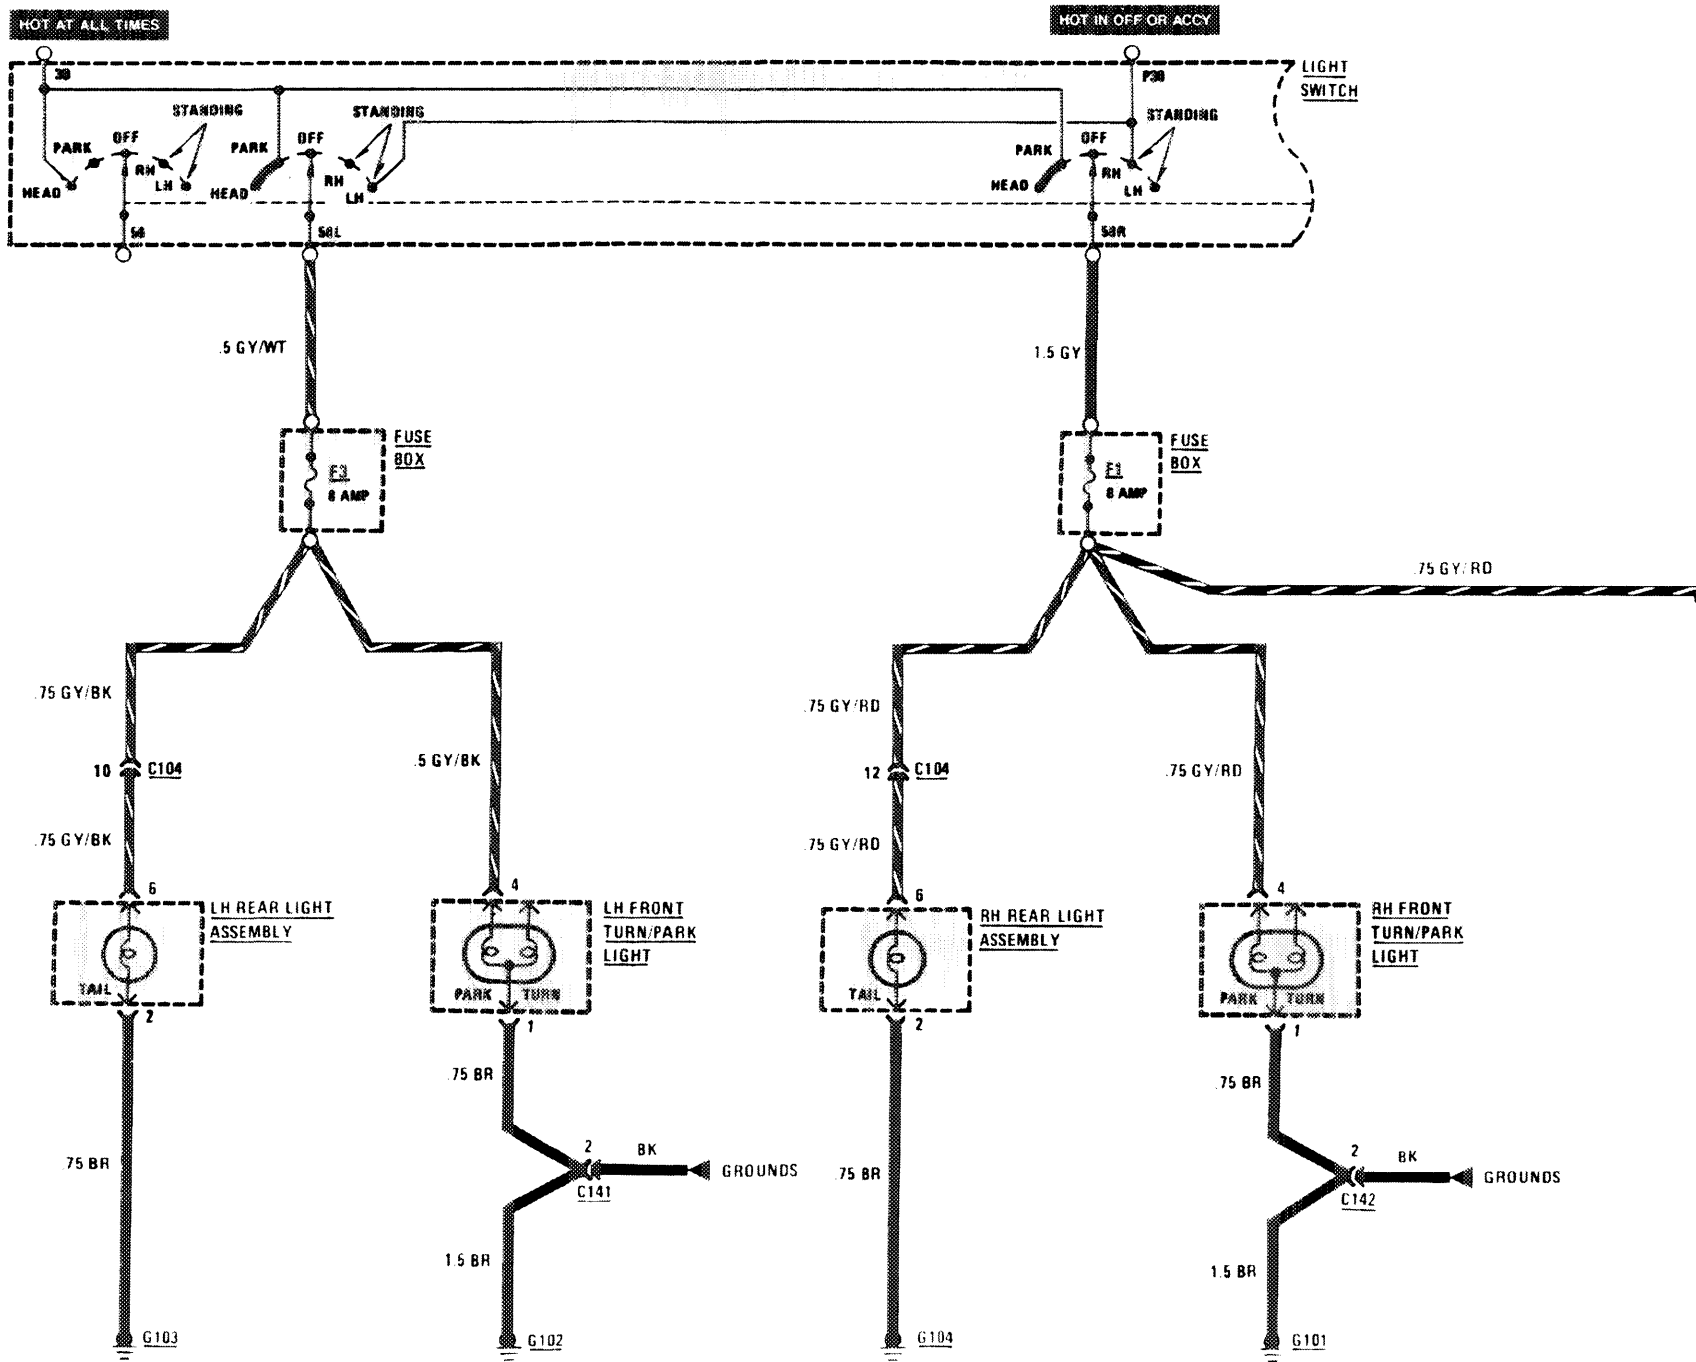 HOT AT ALL TIMES
HOT IN OFF OR ACCY
30
P30
LIGHT
SWITCH
STANDING
STANDING
STANDING
PARK
OFF
RH
LH
HEAD
PARK
OFF
RH
LH
HEAD
PARK
OFF
RH
LH
HEAD
58
58L
58R
.5 GY/WT
1.5 GY
FUSE
BOX
F3
8 AMP
FUSE
BOX
F1
8 AMP
.75 GY/RD
.75 GY/BK
.75 GY/RD
10
C104
.5 GY/BK
12
C104
.75 GY/RD
.75 GY/BK
.75 GY/RD
6
4
6
4
LH REAR LIGHT
ASSEMBLY
TAIL
LH FRONT
TURN/PARK
LIGHT
PARK
TURN
RH REAR LIGHT
ASSEMBLY
TAIL
RH FRONT
TURN/PARK
LIGHT
PARK
TURN
2
1
2
1
.75 BR
.75 BR
.75 BR
2
BK
GROUNDS
C141
.75 BR
2
BK
GROUNDS
C142
1.5 BR
1.5 BR
G103
G102
G104
G101